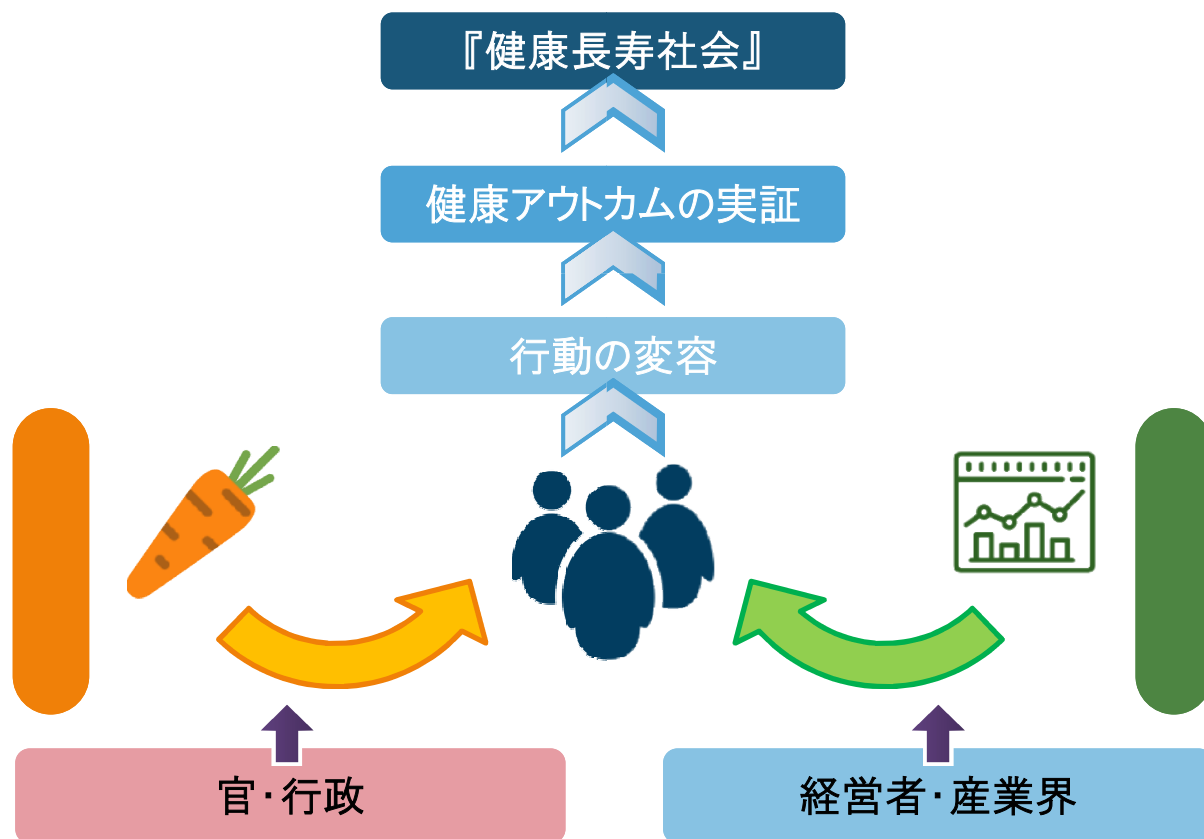 『健康長寿社会』
健康アウトカムの実証
行動の変容
官・行政
経営者・産業界